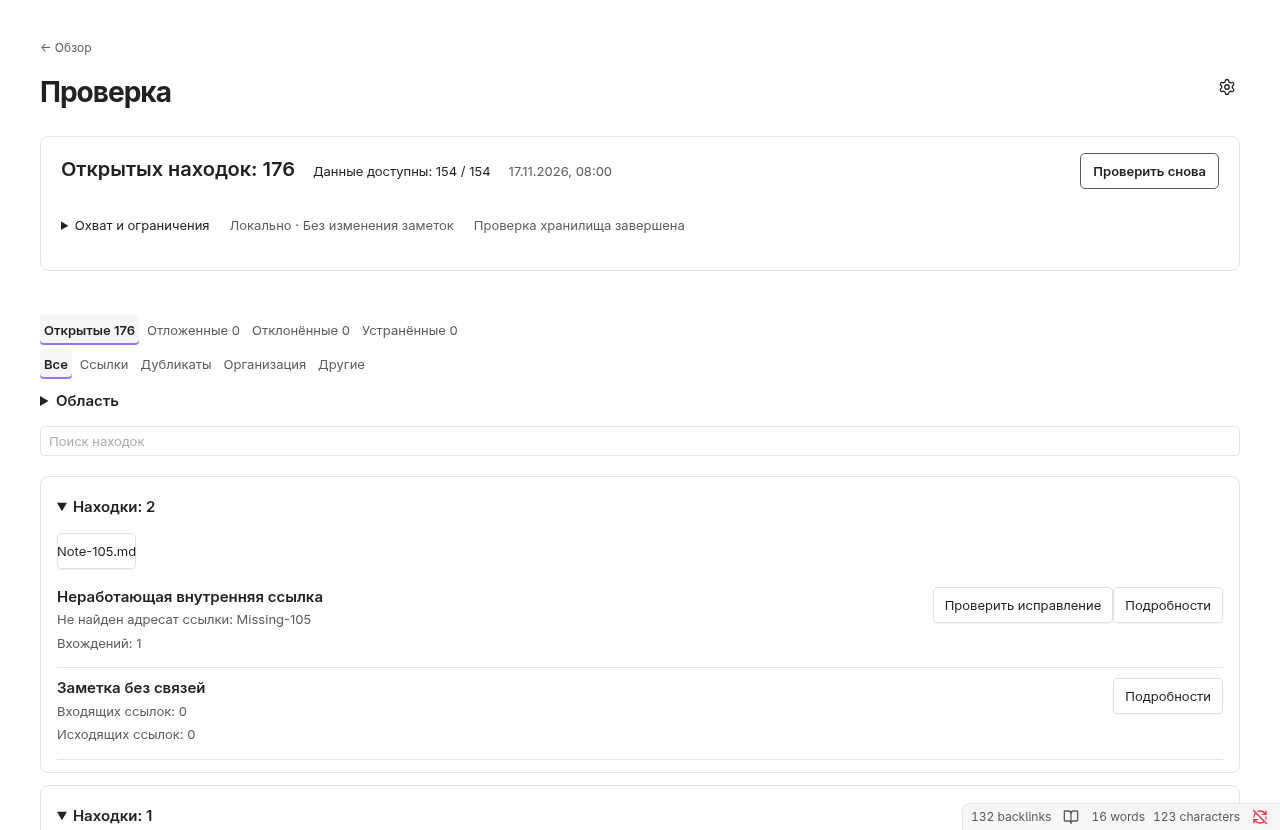 ← Обзор
Проверка
Открытых находок: 176 Данные доступны: 154 / 154 17.11.2026, 08:00 Проверить снова
Охват и ограничения Локально · Без изменения заметок Проверка хранилища завершена
Открытые 176 Отложенные 0 Отклонённые 0 Устранённые 0
Все Ссылки Дубликаты Организация Другие
Область
Поиск находок
Находки: 2
Note-105.md
Неработающая внутренняя ссылка
Не найден адресат ссылки: Missing-105
Вхождений: 1
Проверить исправление Подробности
Заметка без связей
Входящих ссылок: 0
Исходящих ссылок: 0
Подробности
Находки: 1
132 backlinks 16 words 123 characters